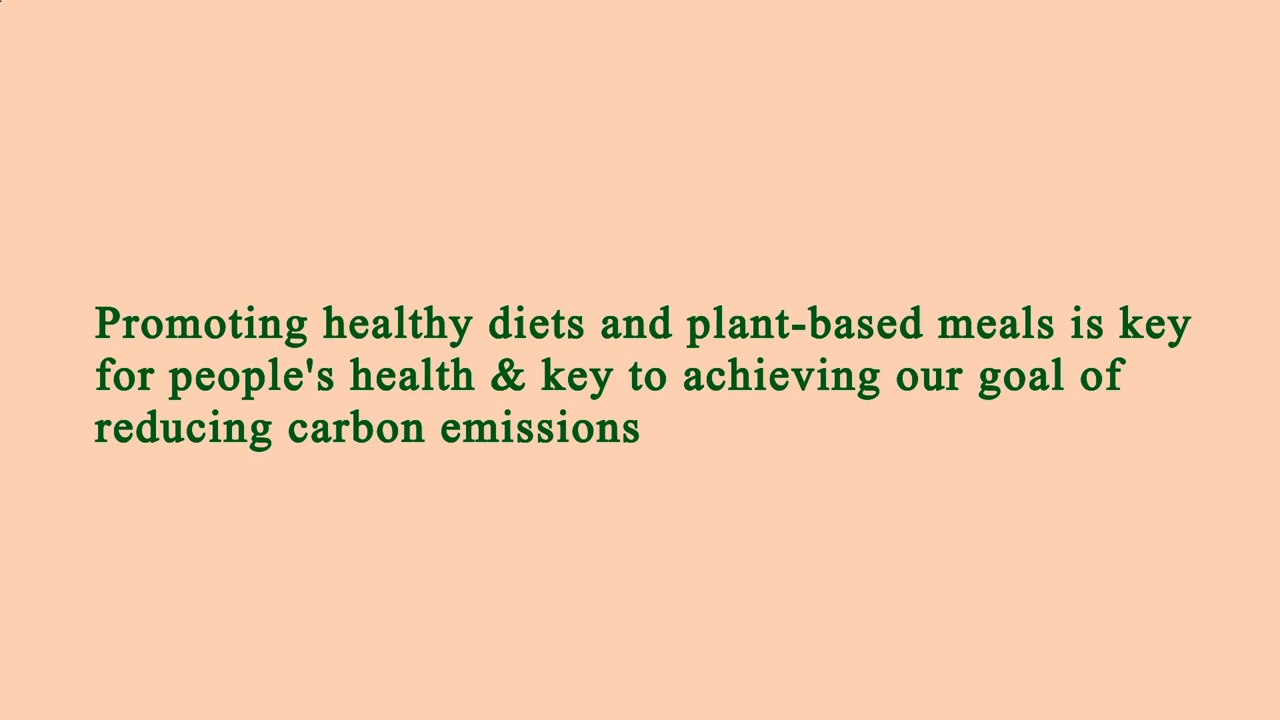 Promoting healthy diets and plant-based meals is key
for people's health & key to achieving our goal of
reducing carbon emissions